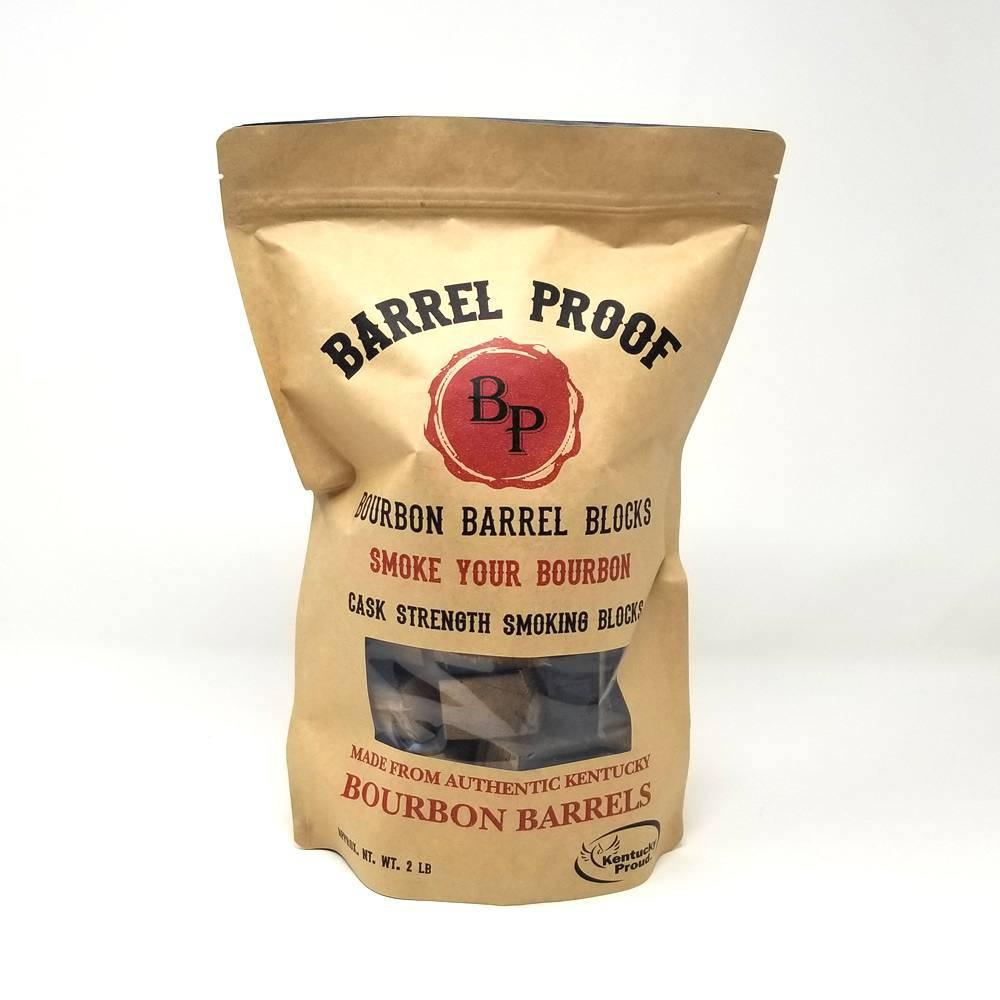 BARREL PROOF
BP
BOURBON BARREL BLOCKS
SMOKE YOUR BOURBON
CASK STRENGTH SMOKING BLOCKS
MADE FROM AUTHENTIC KENTUCKY
BOURBON BARRELS
APPROX. NT. WT. 2 LB
Kentucky
Proud.